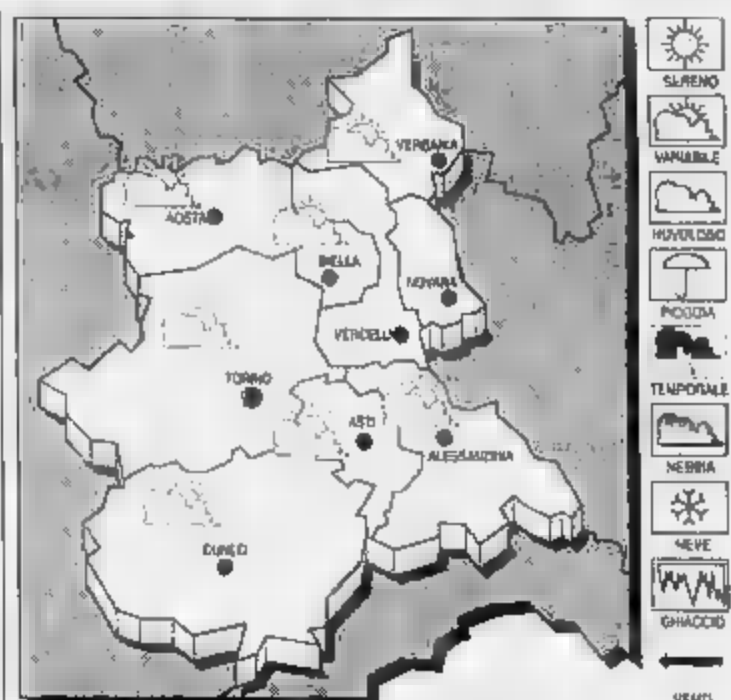 SERENO
VERBANIA
VARIABILE
AOSTA
NUVOLOSO
BIELLA
NOVARA
PIOGGIA
VERCELLI
TEMPORALE
TORINO
ASTI
ALESSANDRIA
NEBBIA
CUNEO
NEVE
GHIACCIO